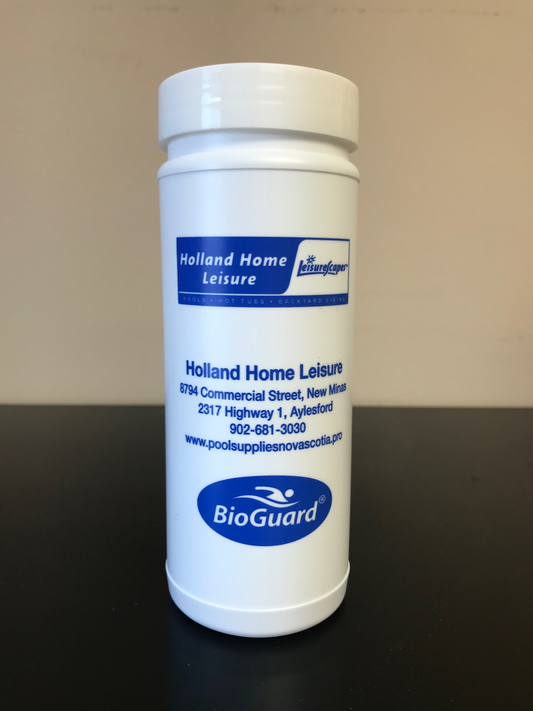 Holland Home
Leisure
LeisureScapes™
POOLS • HOT TUBS • BACKYARD LIVING
Holland Home Leisure
8794 Commercial Street, New Minas
2317 Highway 1, Aylesford
902-681-3030
www.poolsuppliesnovascotia.pro
BioGuard®